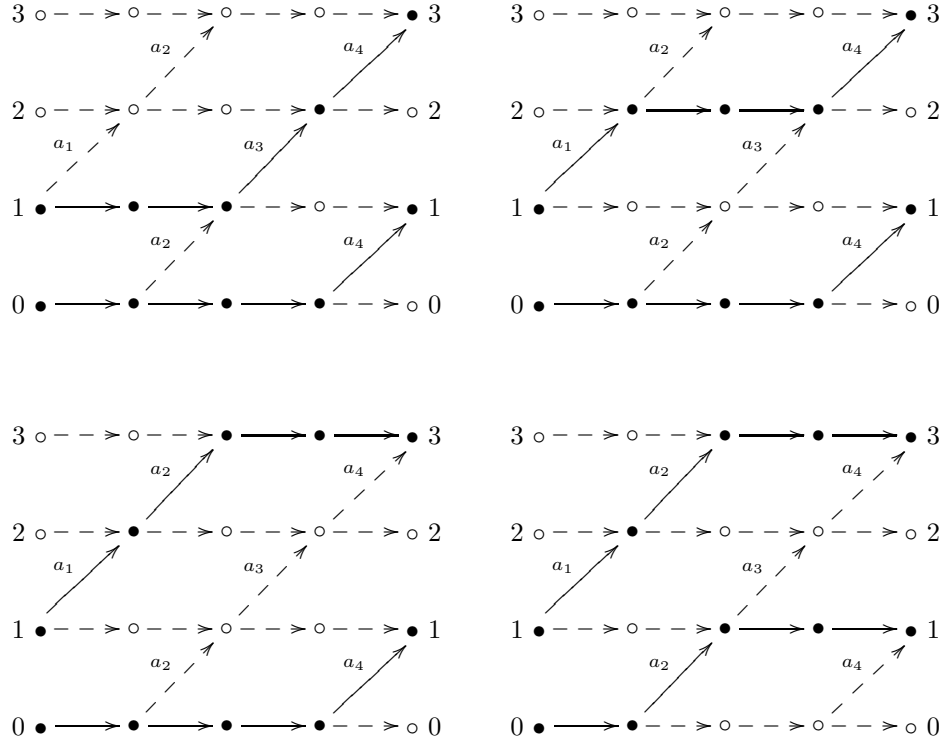 3 3 3 3
a₂ a₄ a₂ a₄
2 2 2 2
a₁ a₃ a₁ a₃
1 1 1 1
a₂ a₄ a₂ a₄
0 0 0 0
3 3 3 3
a₂ a₄ a₂ a₄
2 2 2 2
a₁ a₃ a₁ a₃
1 1 1 1
a₂ a₄ a₂ a₄
0 0 0 0